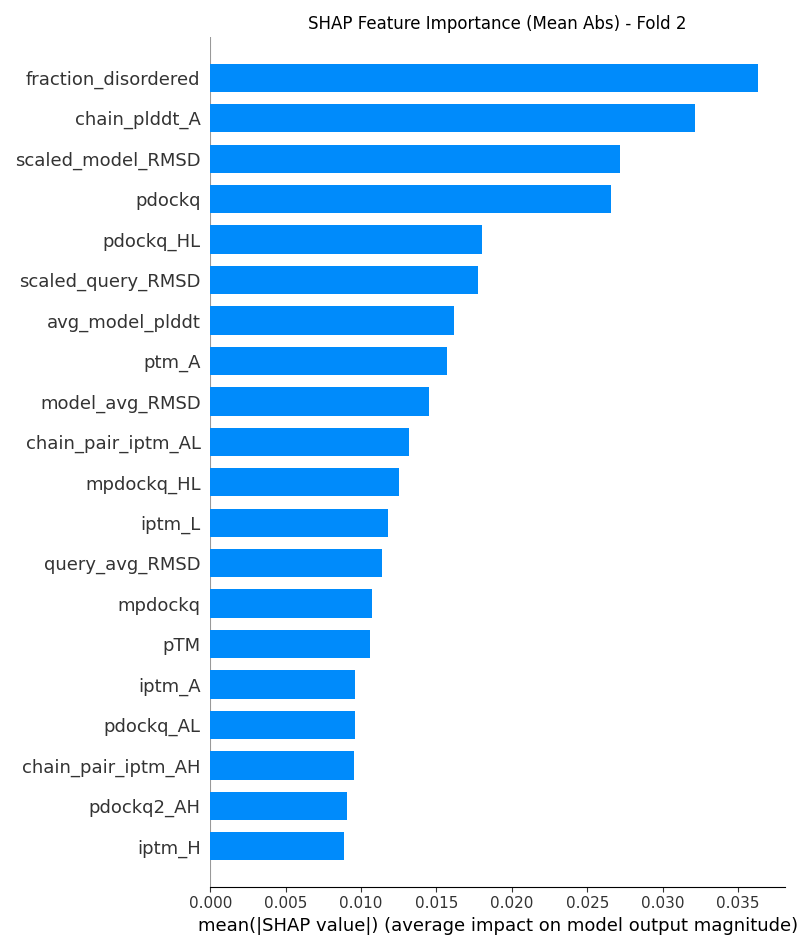 SHAP Feature Importance (Mean Abs) - Fold 2
fraction_disordered
chain_plddt_A
scaled_model_RMSD
pdockq
pdockq_HL
scaled_query_RMSD
avg_model_plddt
ptm_A
model_avg_RMSD
chain_pair_iptm_AL
mpdockq_HL
iptm_L
query_avg_RMSD
mpdockq
pTM
iptm_A
pdockq_AL
chain_pair_iptm_AH
pdockq2_AH
iptm_H
0.000 0.005 0.010 0.015 0.020 0.025 0.030 0.035
mean(|SHAP value|) (average impact on model output magnitude)